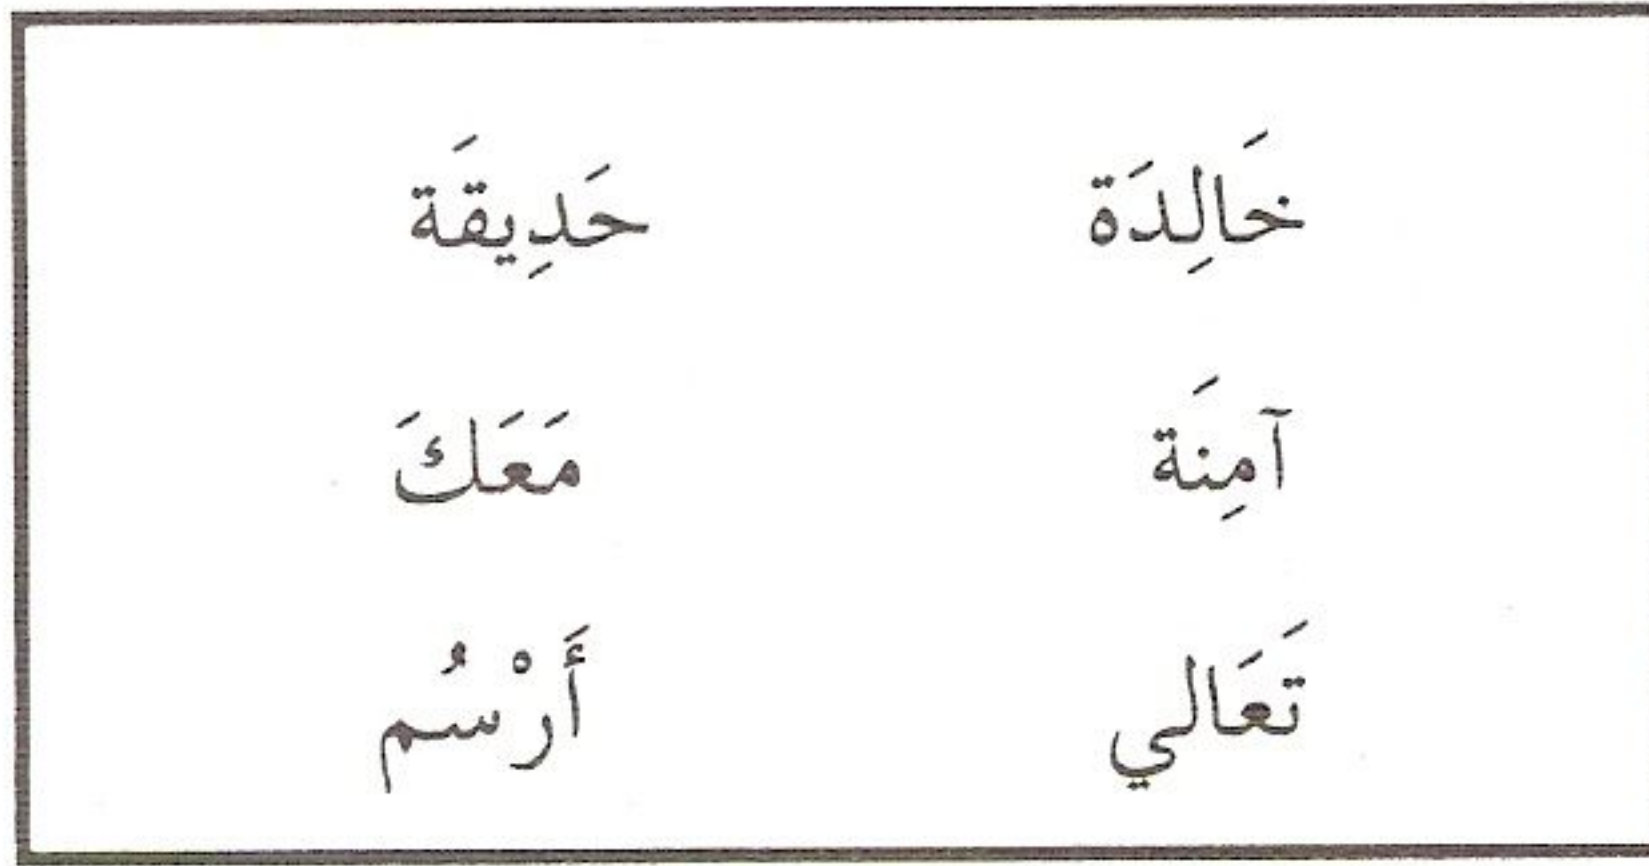 خَالِدَة حَدِيقَة
آمِنَة مَعَكَ
تَعَالي أَرْسُم